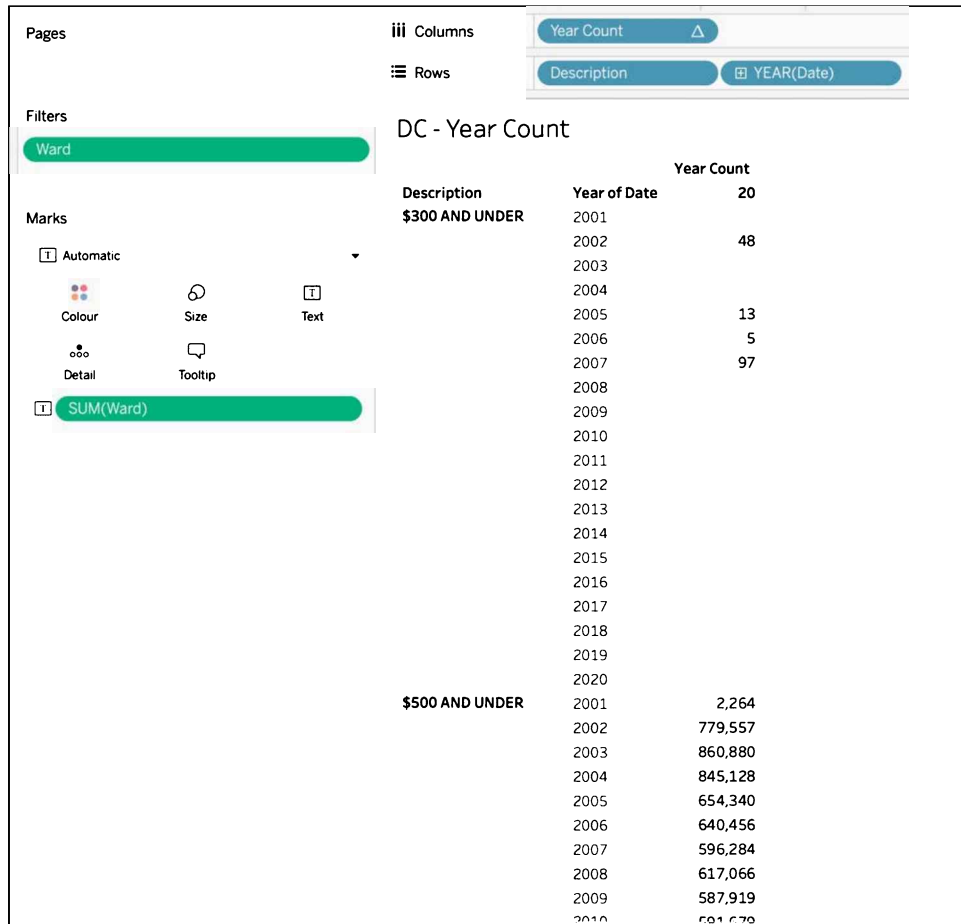 Pages
iii Columns
Year Count Δ
Rows
Description
YEAR(Date)
Filters
Ward
DC - Year Count
Year Count
Description Year of Date 20
$300 AND UNDER 2001
2002 48
2003
2004
2005 13
2006 5
2007 97
2008
2009
2010
2011
2012
2013
2014
2015
2016
2017
2018
2019
2020
$500 AND UNDER 2001 2,264
2002 779,557
2003 860,880
2004 845,128
2005 654,340
2006 640,456
2007 596,284
2008 617,066
2009 587,919
2010
Marks
T Automatic
Colour Size T Text
Detail Tooltip
T SUM(Ward)